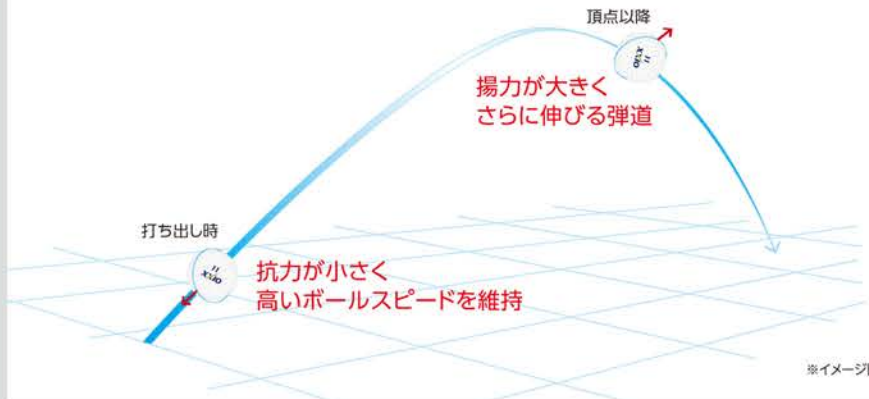 頂点以降
XXIO
揚力が大きく
さらに伸びる弾道
打ち出し時
XXIO
抗力が小さく
高いボールスピードを維持
※イメージ